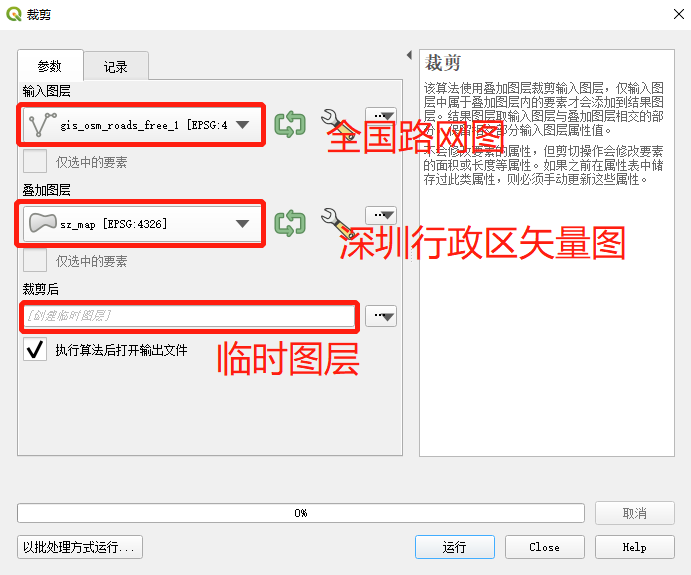 裁剪
参数
记录
输入图层
gis_osm_roads_free_1 [EPSG:4
全国路网图
仅选中的要素
叠加图层
sz_map [EPSG:4326]
深圳行政区矢量图
仅选中的要素
裁剪后
[创建临时图层]
临时图层
执行算法后打开输出文件
裁剪
该算法使用叠加图层裁剪输入图层，仅输入图
层中属于叠加图层内的要素才会添加到结果图
层。结果图层取输入图层与叠加图层相交的部
分输入图层属性值。
要素的属性，但剪切操作会修改要素
的面积或长度等属性。如果之前在属性表中储
存过此类属性，则必须手动更新这些属性。
0%
取消
以批处理方式运行...
运行
Close
Help